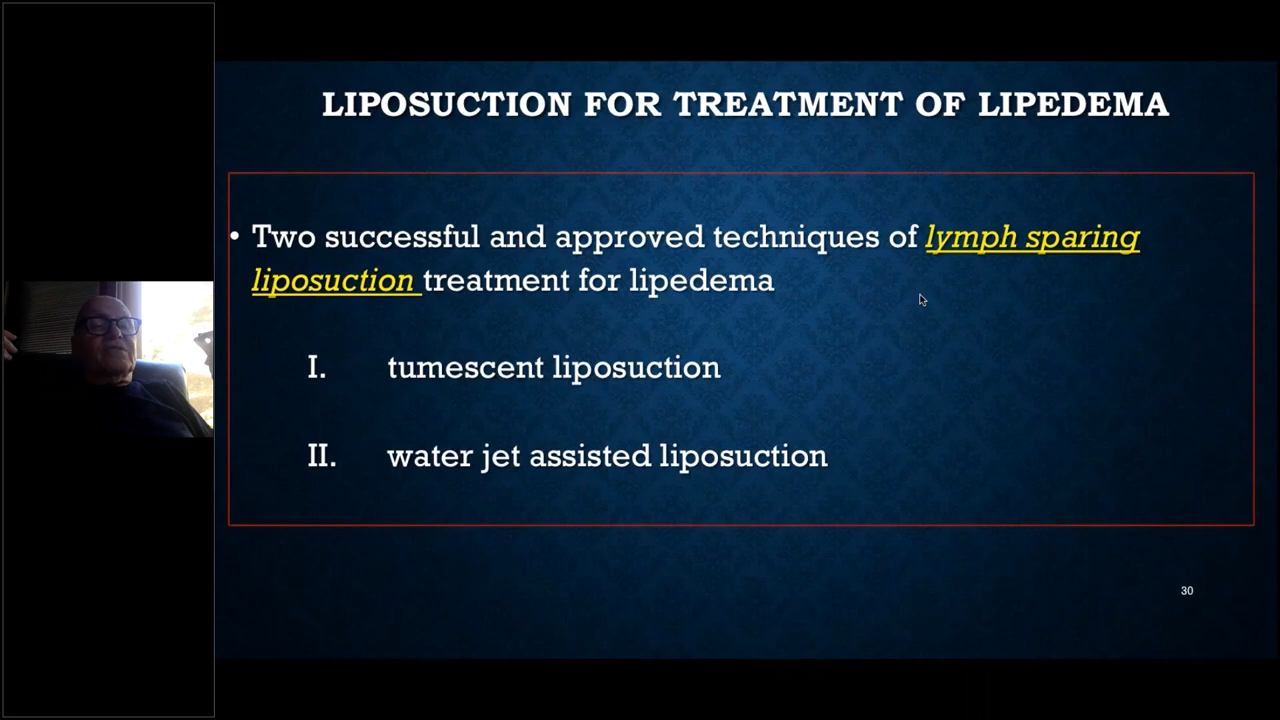 LIPOSUCTION FOR TREATMENT OF LIPEDEMA
• Two successful and approved techniques of lymph sparing
liposuction treatment for lipedema
I. tumescent liposuction
II. water jet assisted liposuction
30